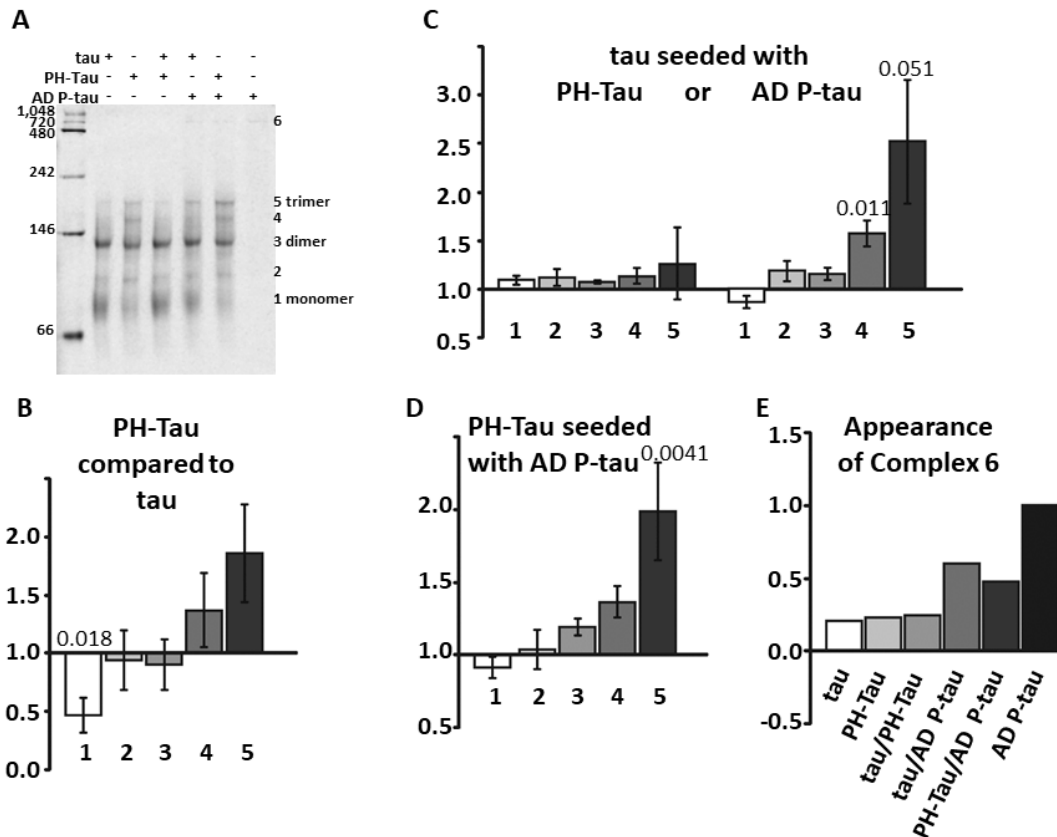 A
tau + - + + - -
PH-Tau - + + - + -
AD P-tau - - - + + +
1,048
720
480
242
146
66
6
5 trimer
4
3 dimer
2
1 monomer
B
PH-Tau
compared to
tau
2.0
1.5
1.0
0.5
0.0
0.018
1 2 3 4 5
C
tau seeded with
PH-Tau or AD P-tau
3.0
2.5
2.0
1.5
1.0
0.5
0.011
0.051
1 2 3 4 5 1 2 3 4 5
D
PH-Tau seeded
with AD P-tau
0.0041
2.0
1.5
1.0
0.5
1 2 3 4 5
E
Appearance
of Complex 6
1.5
1.0
0.5
0.0
-0.5
tau
PH-Tau
tau/PH-Tau
tau/AD P-tau
PH-Tau/AD P-tau
AD P-tau